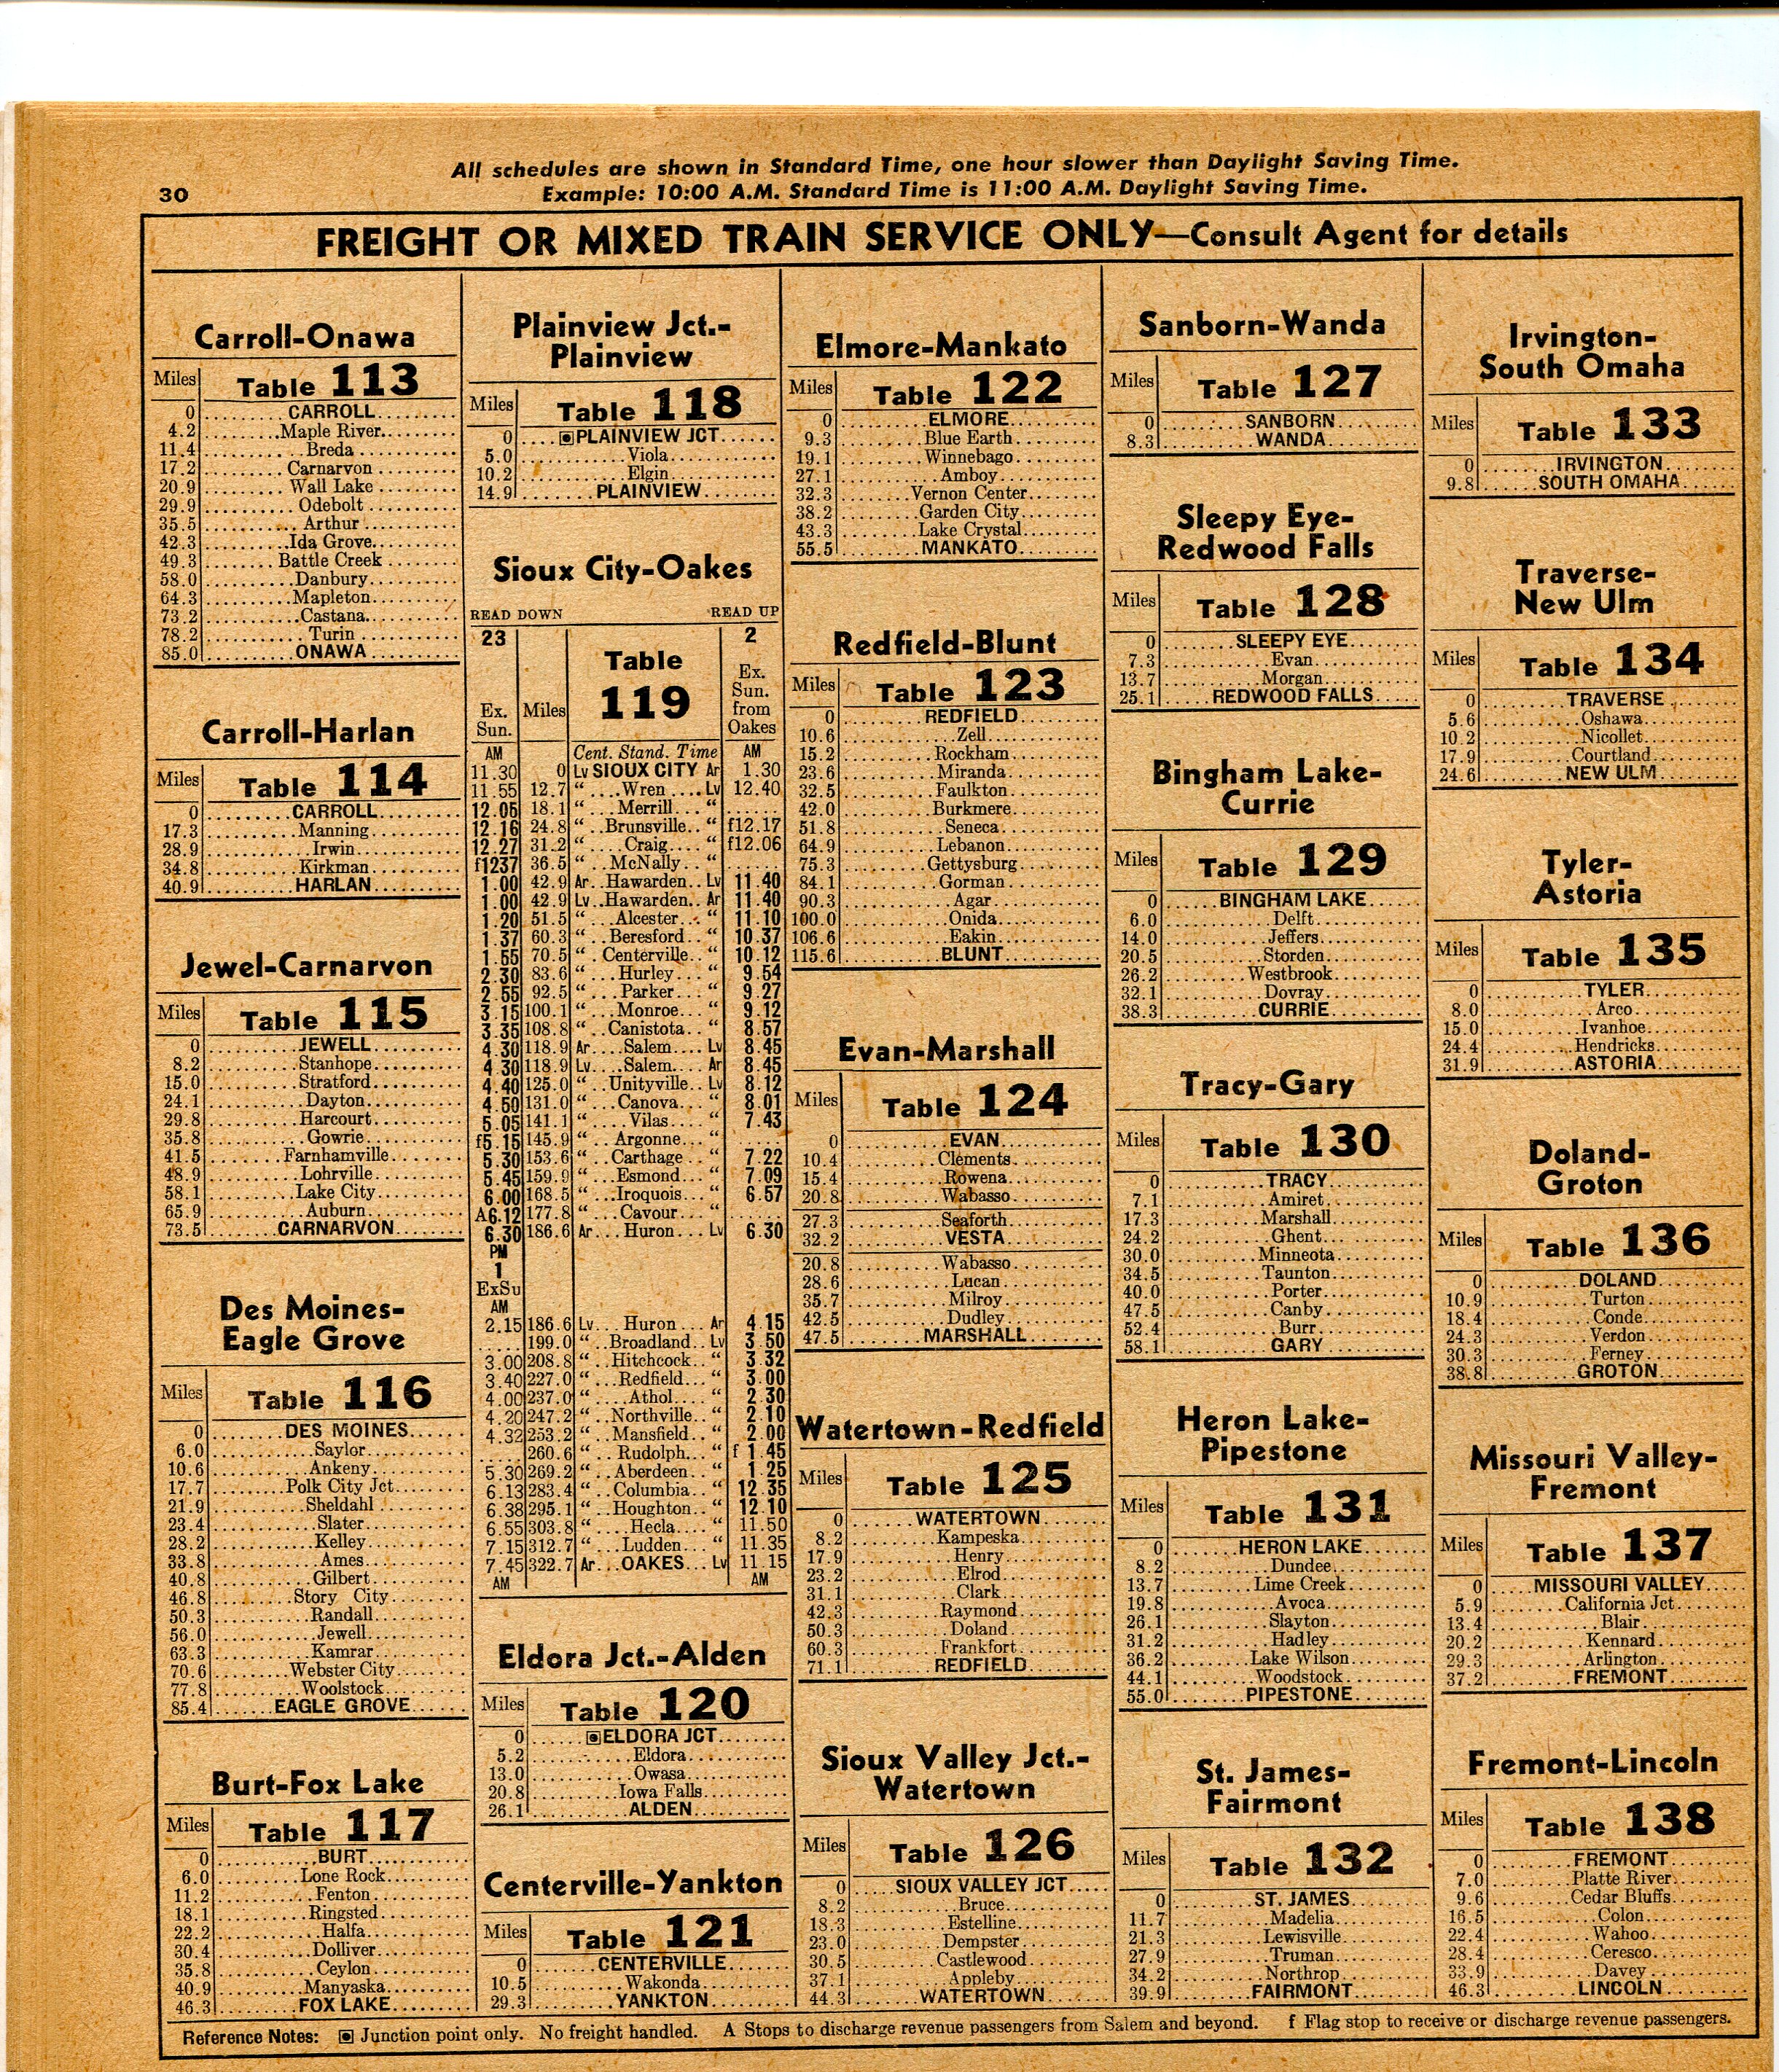 All schedules are shown in Standard Time, one hour slower than Daylight Saving Time.
30
Example: 10:00 A.M. Standard Time is 11:00 A.M. Daylight Saving Time.
FREIGHT OR MIXED TRAIN SERVICE ONLY—Consult Agent for details
Carroll-Onawa
Miles Table 113
0 CARROLL
4.2 Maple River
11.4 Breda
17.2 Carnarvon
20.9 Wall Lake
29.9 Odebolt
35.5 Arthur
42.3 Ida Grove
49.3 Battle Creek
58.0 Danbury
64.3 Mapleton
73.2 Castana
78.2 Turin
85.0 ONAWA
Carroll-Harlan
Miles Table 114
0 CARROLL
17.3 Manning
28.9 Irwin
34.8 Kirkman
40.9 HARLAN
Jewel-Carnarvon
Miles Table 115
0 JEWELL
8.2 Stanhope
15.0 Stratford
24.1 Dayton
29.8 Harcourt
35.8 Gowrie
41.5 Farnhamville
48.9 Lohrville
58.1 Lake City
65.9 Auburn
73.5 CARNARVON
Des Moines-
Eagle Grove
Miles Table 116
0 DES MOINES
6.0 Saylor
10.6 Ankeny
17.7 Polk City Jct.
21.9 Sheldahl
23.4 Slater
28.2 Kelley
33.8 Ames
40.8 Gilbert
46.8 Story City
50.3 Randall
56.0 Jewell
63.3 Kamrar
70.6 Webster City
77.8 Woolstock
85.4 EAGLE GROVE
Burt-Fox Lake
Miles Table 117
0 BURT
6.0 Lone Rock
11.2 Fenton
18.1 Ringsted
22.2 Halfa
30.4 Dolliver
35.8 Ceylon
40.9 Manyaska
46.3 FOX LAKE
Plainview Jct.-
Plainview
Miles Table 118
0 PLAINVIEW JCT
5.0 Viola
10.2 Elgin
14.9 PLAINVIEW
Sioux City-Oakes
READ DOWN READ UP
23 Table 119 2
Ex. Sun. Miles Ex. Sun. from Oakes
AM Cent. Stand. Time AM
11.30 0 Lv SIOUX CITY Ar 1.30
11.55 12.7 " Wren Lv 12.40
12.05 18.1 " Merrill "
12.16 24.8 " Brunsville " f12.17
12.27 31.2 " Craig " f12.06
f1237 36.5 " McNally "
1.00 42.9 Ar Hawarden Lv 11.40
1.00 42.9 Lv Hawarden Ar 11.40
1.20 51.5 " Alcester " 11.10
1.37 60.3 " Beresford " 10.37
1.55 70.5 " Centerville " 10.12
2.30 83.6 " Hurley " 9.54
2.55 92.5 " Parker " 9.27
3.15 100.1 " Monroe " 9.12
3.35 108.8 " Canistota " 8.57
4.30 118.9 Ar Salem Lv 8.45
4.30 118.9 Lv Salem Ar 8.45
4.40 125.0 " Unityville Lv 8.12
4.50 131.0 " Canova " 8.01
5.05 141.1 " Vilas " 7.43
f5.15 145.9 " Argonne "
5.30 153.6 " Carthage " 7.22
5.45 159.9 " Esmond " 7.09
6.00 168.5 " Iroquois " 6.57
A6.12 177.8 " Cavour "
6.30 186.6 Ar Huron Lv 6.30
PM
1
ExSu
AM
2.15 186.6 Lv Huron Ar 4.15
199.0 " Broadland Lv 3.50
3.00 208.8 " Hitchcock " 3.32
3.40 227.0 " Redfield " 3.00
4.00 237.0 " Athol " 2.30
4.20 247.2 " Northville " 2.10
4.32 253.2 " Mansfield " 2.00
260.6 " Rudolph " f 1.45
5.30 269.2 " Aberdeen " 1.25
6.13 283.4 " Columbia " 12.35
6.38 295.1 " Houghton " 12.10
6.55 303.8 " Hecla " 11.50
7.15 312.7 " Ludden " 11.35
7.45 322.7 Ar OAKES Lv 11.15
AM AM
Eldora Jct.-Alden
Miles Table 120
0 ELDORA JCT
5.2 Eldora
13.0 Owasa
20.8 Iowa Falls
26.1 ALDEN
Centerville-Yankton
Miles Table 121
0 CENTERVILLE
10.5 Wakonda
29.3 YANKTON
Elmore-Mankato
Miles Table 122
0 ELMORE
9.3 Blue Earth
19.1 Winnebago
27.1 Amboy
32.3 Vernon Center
38.2 Garden City
43.3 Lake Crystal
55.5 MANKATO
Redfield-Blunt
Miles Table 123
0 REDFIELD
10.6 Zell
15.2 Rockham
23.6 Miranda
32.5 Faulkton
42.0 Burkmere
51.8 Seneca
64.9 Lebanon
75.3 Gettysburg
84.1 Gorman
90.3 Agar
100.0 Onida
106.6 Eakin
115.6 BLUNT
Evan-Marshall
Miles Table 124
0 EVAN
10.4 Clements
15.4 Rowena
20.8 Wabasso
27.3 Seaforth
32.2 VESTA
20.8 Wabasso
28.6 Lucan
35.7 Milroy
42.5 Dudley
47.5 MARSHALL
Watertown-Redfield
Miles Table 125
0 WATERTOWN
8.2 Kampeska
17.9 Henry
23.2 Elrod
31.1 Clark
42.3 Raymond
50.3 Doland
60.3 Frankfort
71.1 REDFIELD
Sioux Valley Jct.-
Watertown
Miles Table 126
0 SIOUX VALLEY JCT
8.2 Bruce
18.3 Estelline
23.0 Dempster
30.5 Castlewood
37.1 Appleby
44.3 WATERTOWN
Sanborn-Wanda
Miles Table 127
0 SANBORN
8.3 WANDA
Sleepy Eye-
Redwood Falls
Miles Table 128
0 SLEEPY EYE
7.3 Evan
13.7 Morgan
25.1 REDWOOD FALLS
Bingham Lake-
Currie
Miles Table 129
0 BINGHAM LAKE
6.0 Delft
14.0 Jeffers
20.5 Storden
26.2 Westbrook
32.1 Dovray
38.3 CURRIE
Tracy-Gary
Miles Table 130
0 TRACY
7.1 Amiret
17.3 Marshall
24.2 Ghent
30.0 Minneota
34.5 Taunton
40.0 Porter
47.5 Canby
52.4 Burr
58.1 GARY
Heron Lake-
Pipestone
Miles Table 131
0 HERON LAKE
8.2 Dundee
13.7 Lime Creek
19.8 Avoca
26.1 Slayton
31.2 Hadley
36.2 Lake Wilson
44.1 Woodstock
55.0 PIPESTONE
St. James-
Fairmont
Miles Table 132
0 ST. JAMES
11.7 Madelia
21.3 Lewisville
27.9 Truman
34.2 Northrop
39.9 FAIRMONT
Irvington-
South Omaha
Miles Table 133
0 IRVINGTON
9.8 SOUTH OMAHA
Traverse-
New Ulm
Miles Table 134
0 TRAVERSE
5.6 Oshawa
10.2 Nicollet
17.9 Courtland
24.6 NEW ULM
Tyler-
Astoria
Miles Table 135
0 TYLER
8.0 Arco
15.0 Ivanhoe
24.4 Hendricks
31.9 ASTORIA
Doland-
Groton
Miles Table 136
0 DOLAND
10.9 Turton
18.4 Conde
24.3 Verdon
30.3 Ferney
38.8 GROTON
Missouri Valley-
Fremont
Miles Table 137
0 MISSOURI VALLEY
5.9 California Jct
13.4 Blair
20.2 Kennard
29.3 Arlington
37.2 FREMONT
Fremont-Lincoln
Miles Table 138
0 FREMONT
7.0 Platte River
9.6 Cedar Bluffs
16.5 Colon
22.4 Wahoo
28.4 Ceresco
33.9 Davey
46.3 LINCOLN
Reference Notes: Junction point only. No freight handled. A Stops to discharge revenue passengers from Salem and beyond. f Flag stop to receive or discharge revenue passengers.